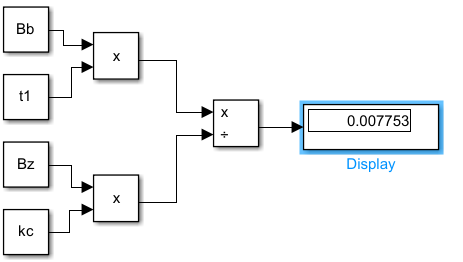 Bb
x
t1
x
÷
0.007753
Display
Bz
x
kc